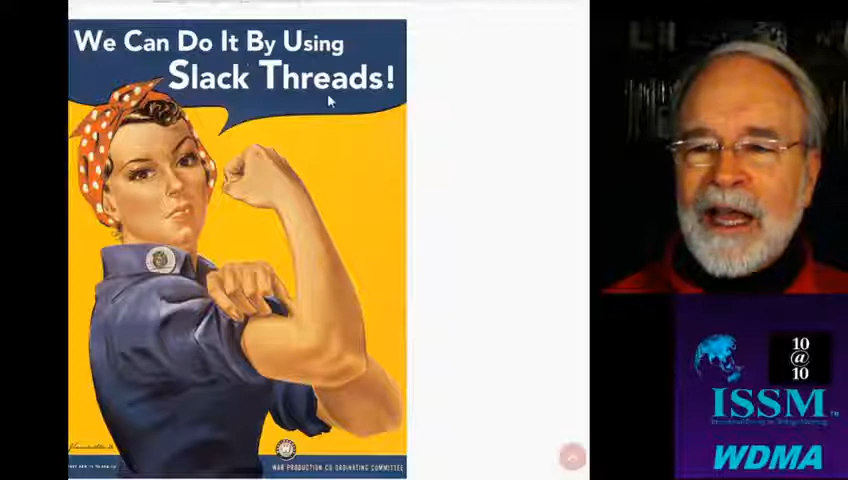 We Can Do It By Using
Slack Threads!
WAR PRODUCTION CO-ORDINATING COMMITTEE
10
@
10
ISSM
WDMA